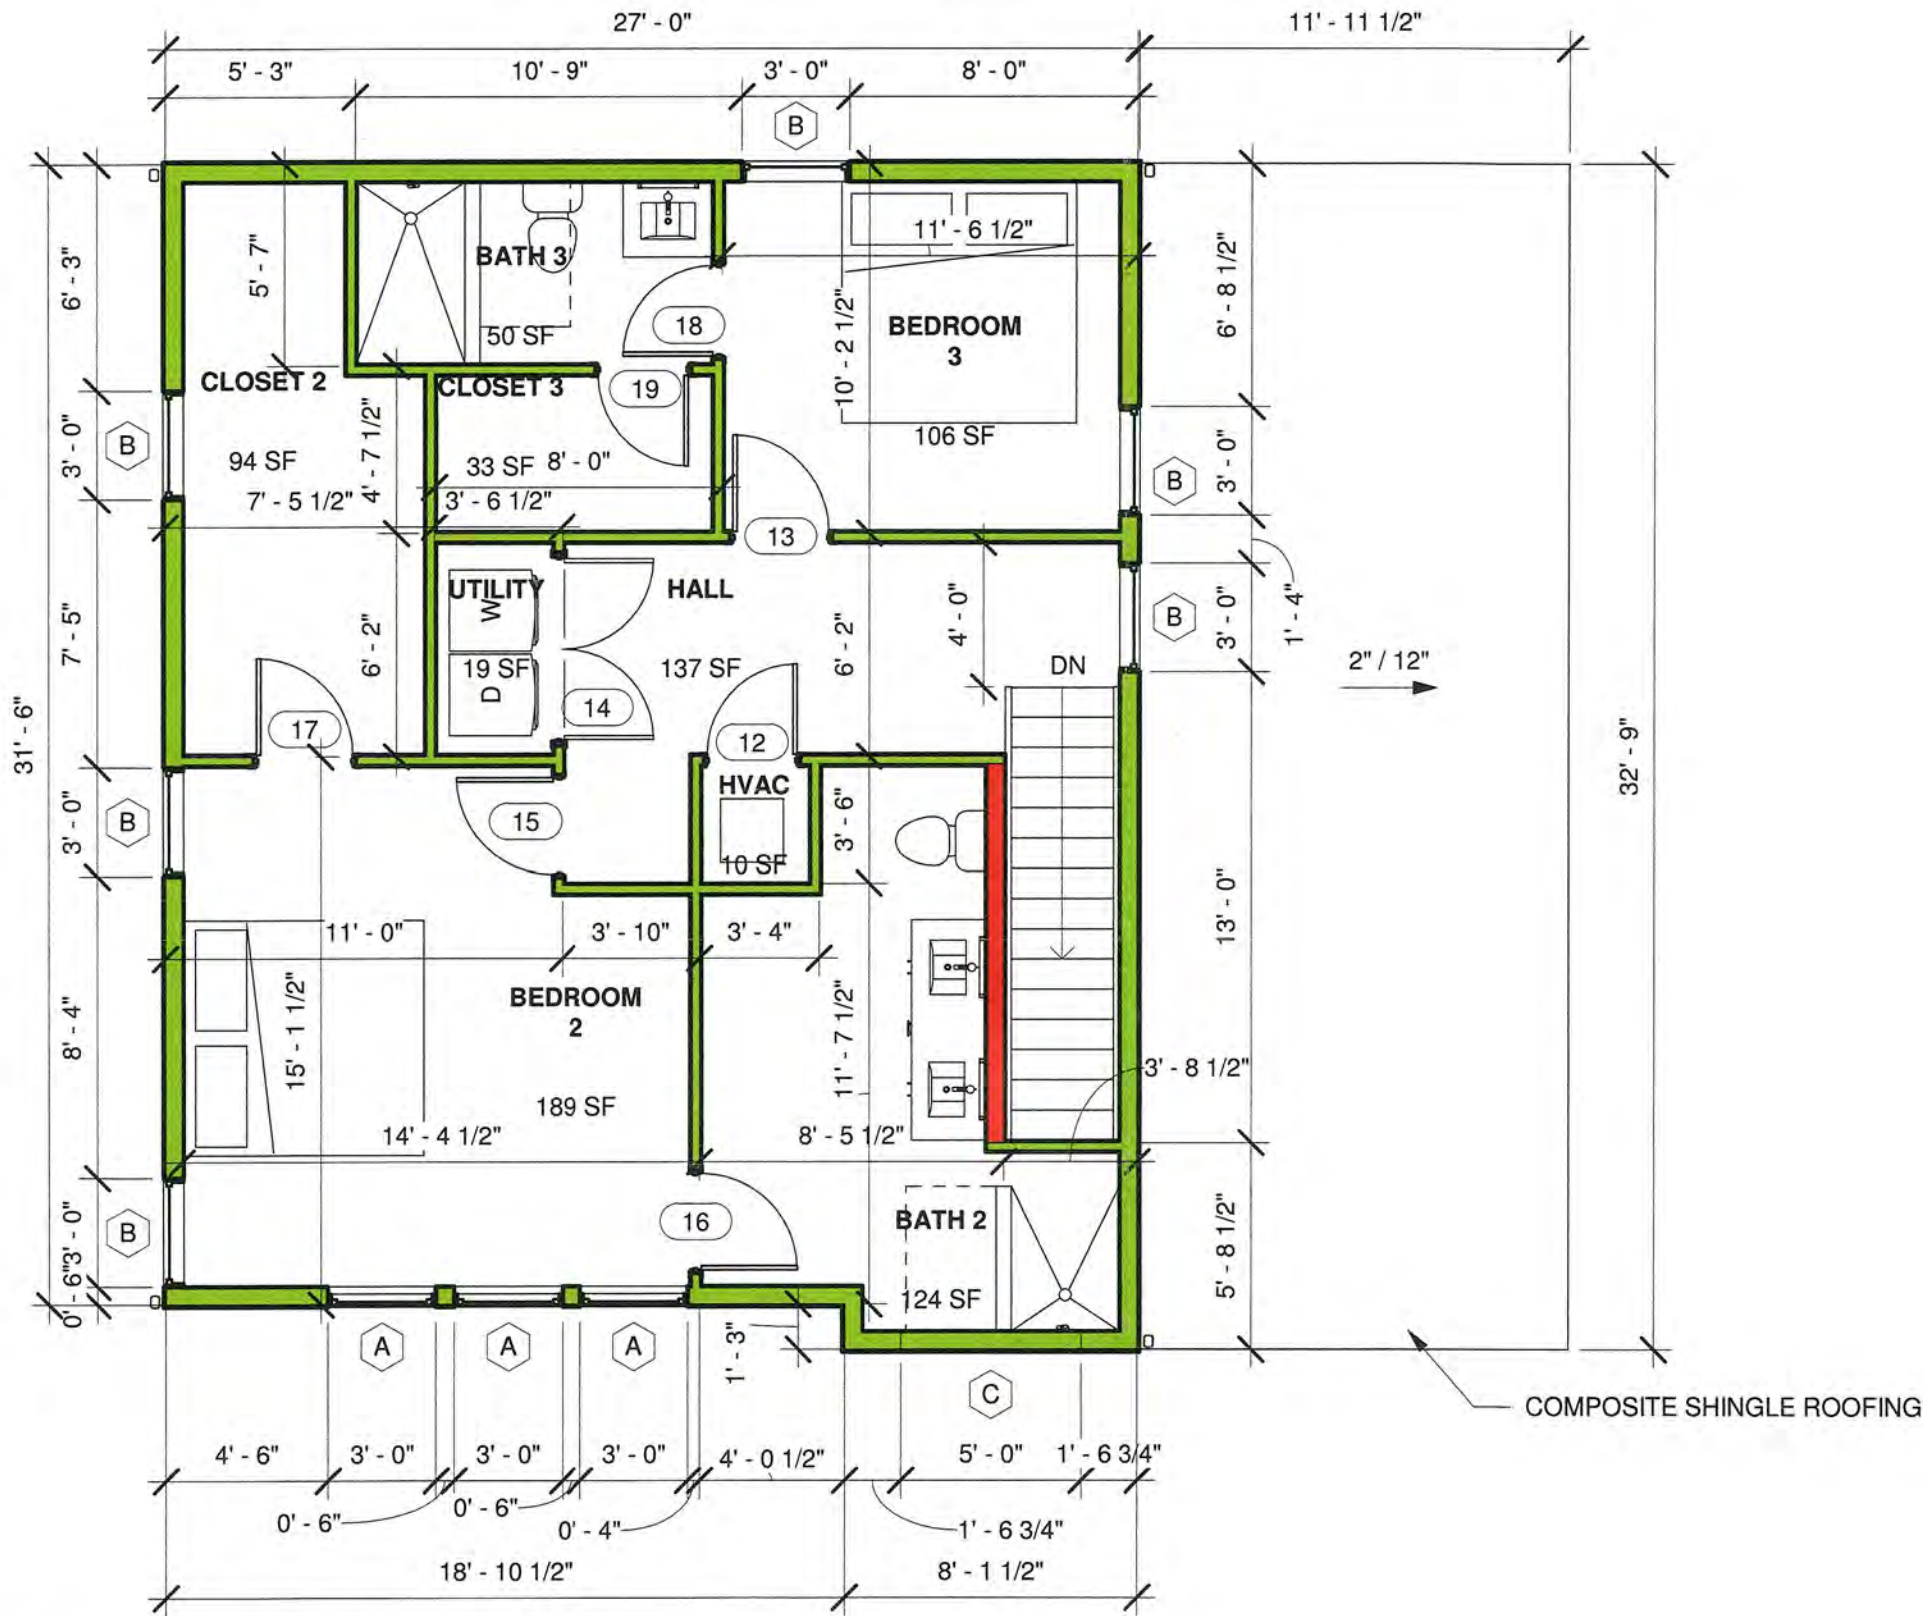 27' - 0"
11' - 11 1/2"
5' - 3"
10' - 9"
3' - 0"
8' - 0"
B
6' - 3"
5' - 7"
BATH 3
50 SF
18
11' - 6 1/2"
10' - 2 1/2"
BEDROOM
3
106 SF
6' - 8 1/2"
CLOSET 2
94 SF
7' - 5 1/2"
4' - 7 1/2"
CLOSET 3
19
33 SF
8' - 0"
3' - 6 1/2"
3' - 0"
B
3' - 0"
B
13
UTILITY
W
19 SF
D
14
HALL
137 SF
6' - 2"
4' - 0"
DN
3' - 0"
B
1' - 4"
2" / 12"
7' - 5"
6' - 2"
17
12
HVAC
10 SF
3' - 6"
31' - 6"
32' - 9"
3' - 0"
B
15
11' - 0"
3' - 10"
3' - 4"
13' - 0"
8' - 4"
15' - 1 1/2"
BEDROOM
2
189 SF
14' - 4 1/2"
11' - 7 1/2"
8' - 5 1/2"
3' - 8 1/2"
3' - 0"
B
0' - 6"
16
BATH 2
124 SF
5' - 8 1/2"
A
A
A
1' - 3"
C
COMPOSITE SHINGLE ROOFING
4' - 6"
3' - 0"
3' - 0"
3' - 0"
4' - 0 1/2"
5' - 0"
1' - 6 3/4"
0' - 6"
0' - 6"
0' - 4"
1' - 6 3/4"
18' - 10 1/2"
8' - 1 1/2"